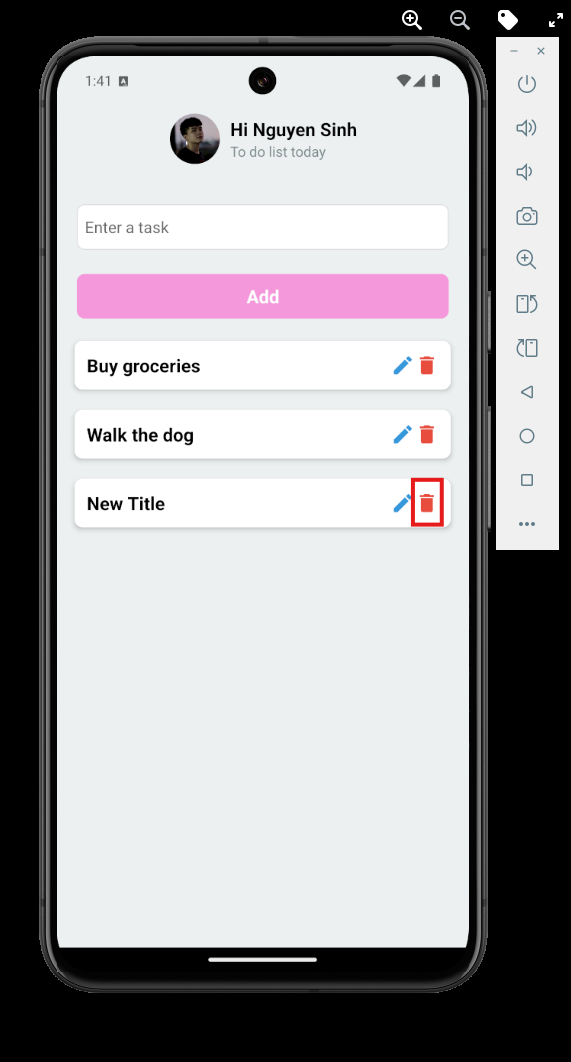 1:41 A
Hi Nguyen Sinh
To do list today
Enter a task
Add
Buy groceries
Walk the dog
New Title